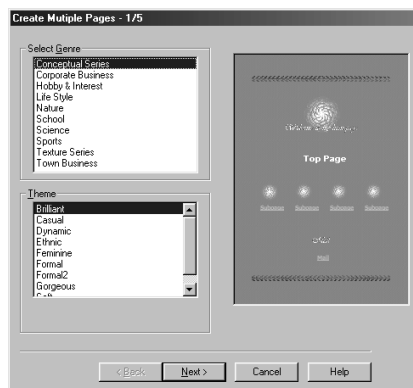 Create Mutiple Pages - 1/5
Select Genre
Conceptual Series
Corporate Business
Hobby & Interest
Life Style
Nature
School
Science
Sports
Texture Series
Town Business
Theme
Brilliant
Casual
Dynamic
Ethnic
Feminine
Formal
Formal2
Gorgeous
Top Page
< Back
Next >
Cancel
Help